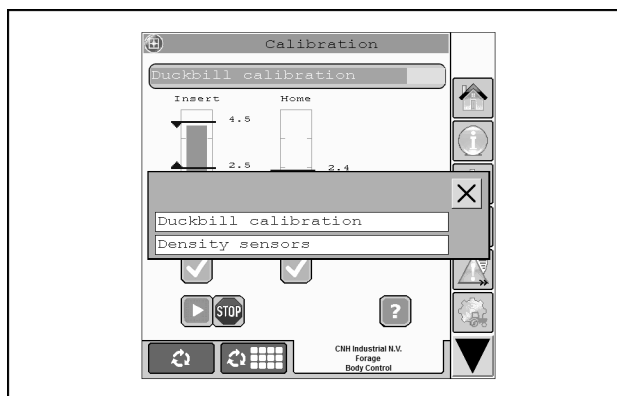 Calibration
Duckbill calibration
Insert Home
4.5
2.5 2.4
Duckbill calibration
Density sensors
STOP
?
CNH Industrial N.V.
Forage
Body Control